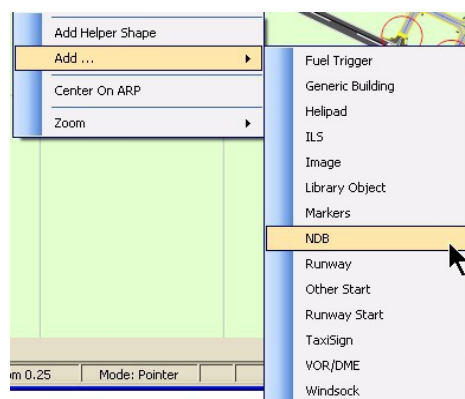 Add Helper Shape
Add ...
Center On ARP
Zoom
Fuel Trigger
Generic Building
Helipad
ILS
Image
Library Object
Markers
NDB
Runway
Other Start
Runway Start
TaxiSign
VOR/DME
Windsock
om 0.25 Mode: Pointer